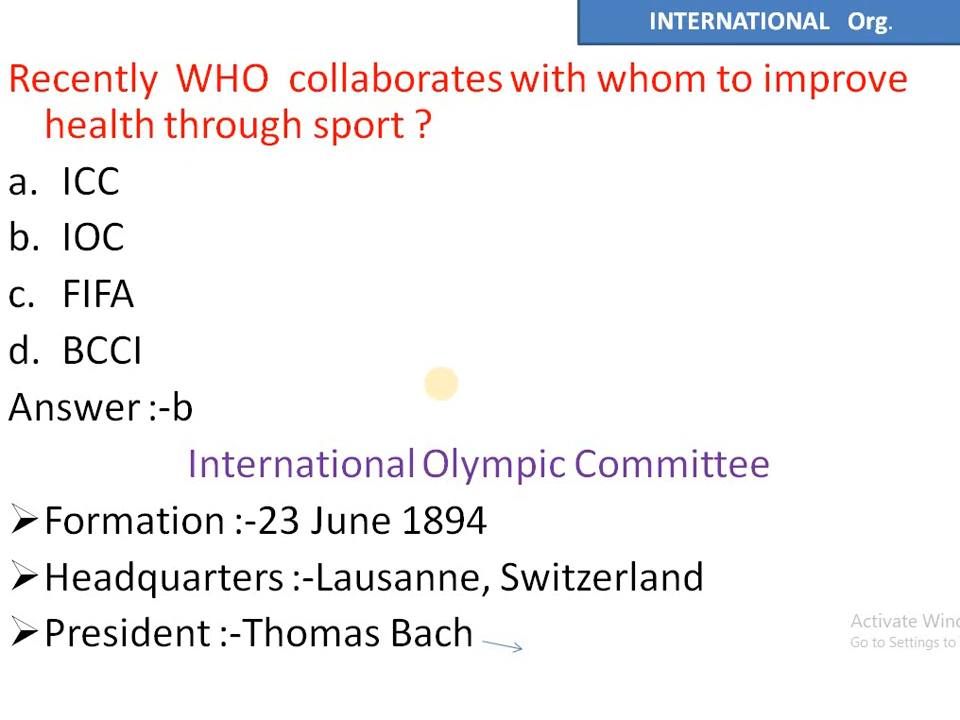 INTERNATIONAL Org.
Recently WHO collaborates with whom to improve
health through sport ?
a. ICC
b. IOC
c. FIFA
d. BCCI
Answer :-b
International Olympic Committee
➢Formation :-23 June 1894
➢Headquarters :-Lausanne, Switzerland
➢President :-Thomas Bach
Activate Wind
Go to Settings to